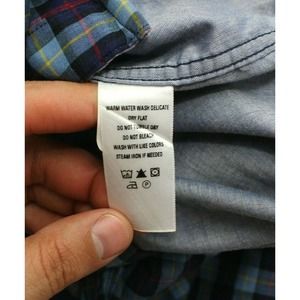 WARM WATER WASH DELICATE
DRY FLAT
DO NOT TUMBLE DAY
DO NOT BLEACH
WASH WITH LIKE COLORS
STEAM IRON IF NEEDED